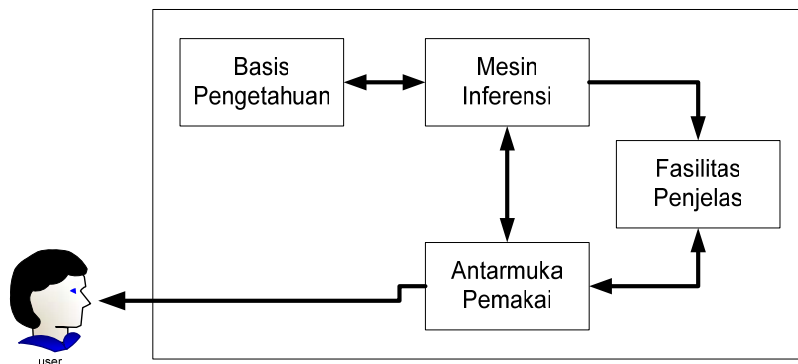 Basis
Pengetahuan
Mesin
Inferensi
Fasilitas
Penjelas
Antarmuka
Pemakai
user